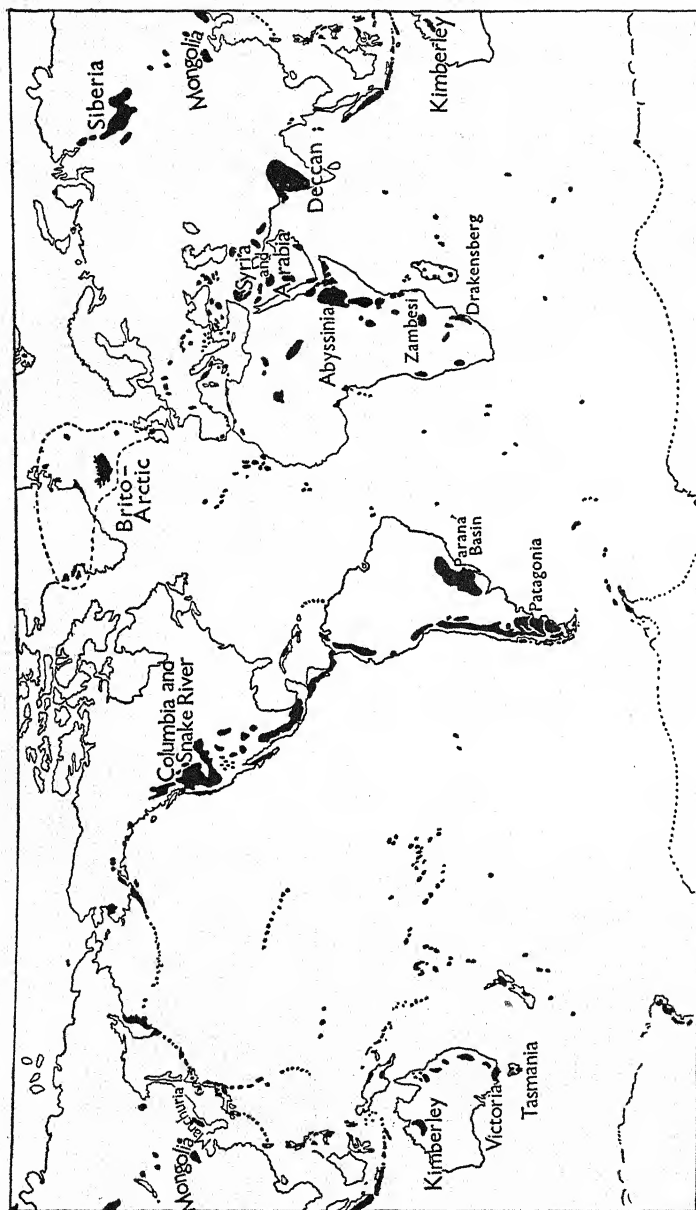 Mongolia
Manchuria
Kimberley
Victoria
Tasmania
Columbia and
Snake River
Brito-
Arctic
Paraná
Basin
Patagonia
Siberia
Mongolia
Syria
and
Arabia
Deccan
Abyssinia
Zambesi
Drakensberg
Kimberley